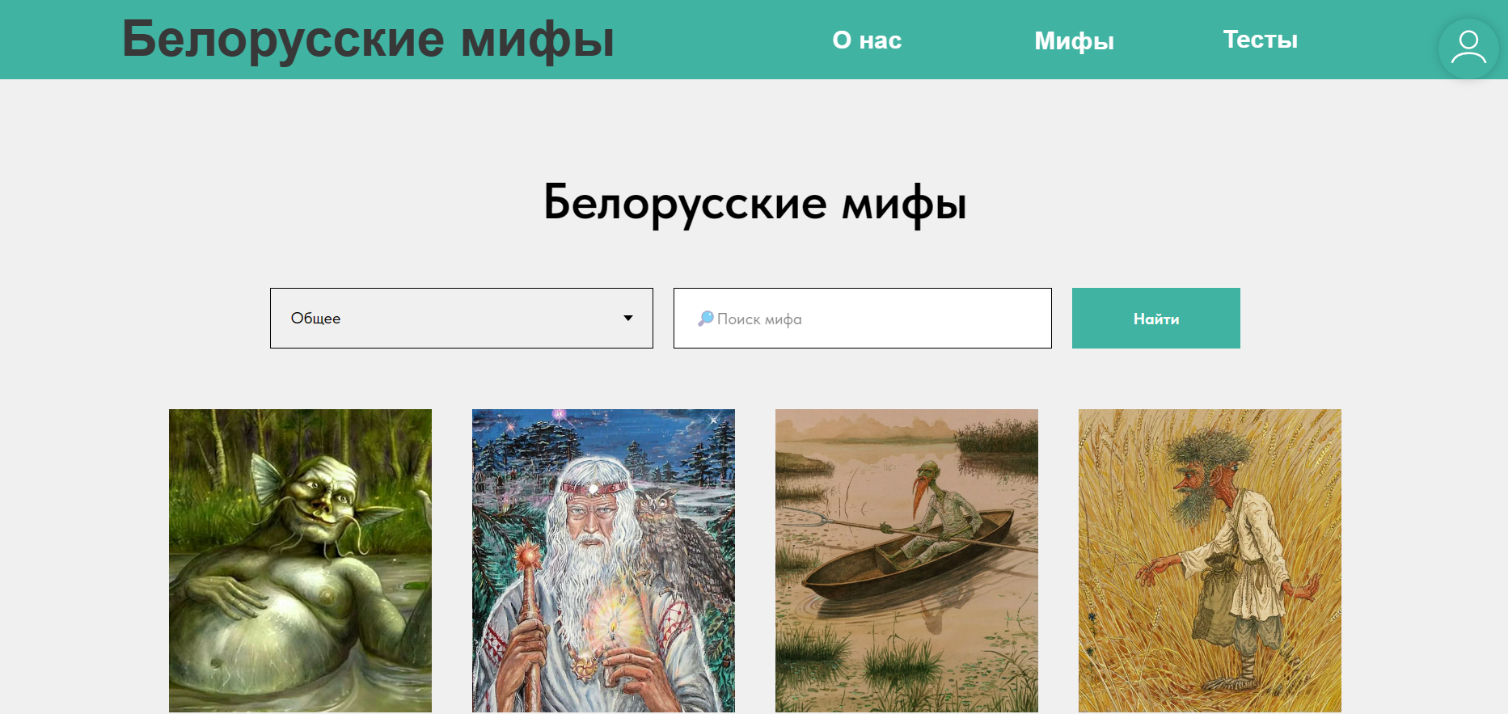 Белорусские мифы
О нас
Мифы
Тесты
Белорусские мифы
Общее
Поиск мифа
Найти